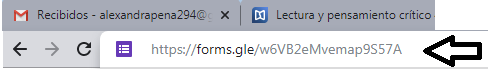 Recibidos - alexandrapena294@g
Lectura y pensamiento crítico
https://forms.gle/w6VB2eMvemap9S57A